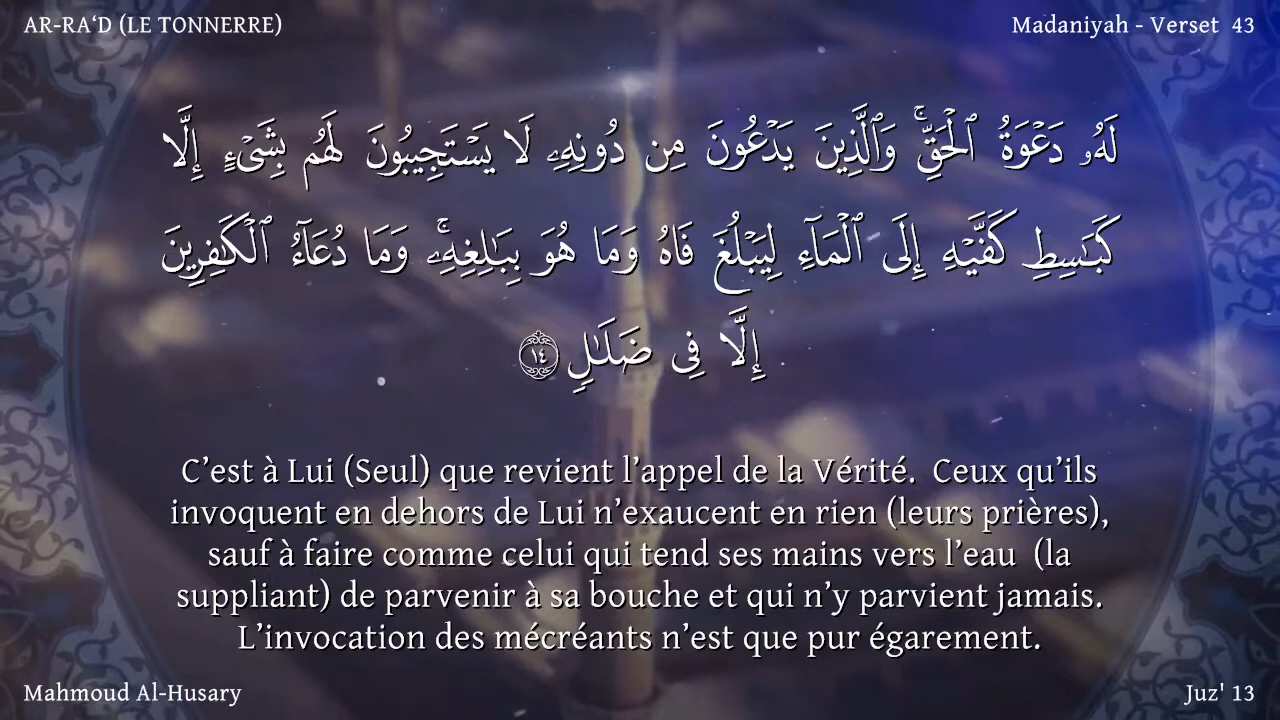 AR-RA‘D (LE TONNERRE)
Madaniyah - Verset 43
لَهُۥ دَعْوَةُ ٱلْحَقِّ ۖ وَٱلَّذِينَ يَدْعُونَ مِن دُونِهِۦ لَا يَسْتَجِيبُونَ لَهُم بِشَىْءٍ إِلَّا
كَبَـٰسِطِ كَفَّيْهِ إِلَى ٱلْمَآءِ لِيَبْلُغَ فَاهُ وَمَا هُوَ بِبَـٰلِغِهِۦ ۚ وَمَا دُعَآءُ ٱلْكَـٰفِرِينَ
إِلَّا فِى ضَلَـٰلٍ ١٤
C’est à Lui (Seul) que revient l’appel de la Vérité. Ceux qu’ils
invoquent en dehors de Lui n’exaucent en rien (leurs prières),
sauf à faire comme celui qui tend ses mains vers l’eau (la
suppliant) de parvenir à sa bouche et qui n’y parvient jamais.
L’invocation des mécréants n’est que pur égarement.
Mahmoud Al-Husary
Juz' 13